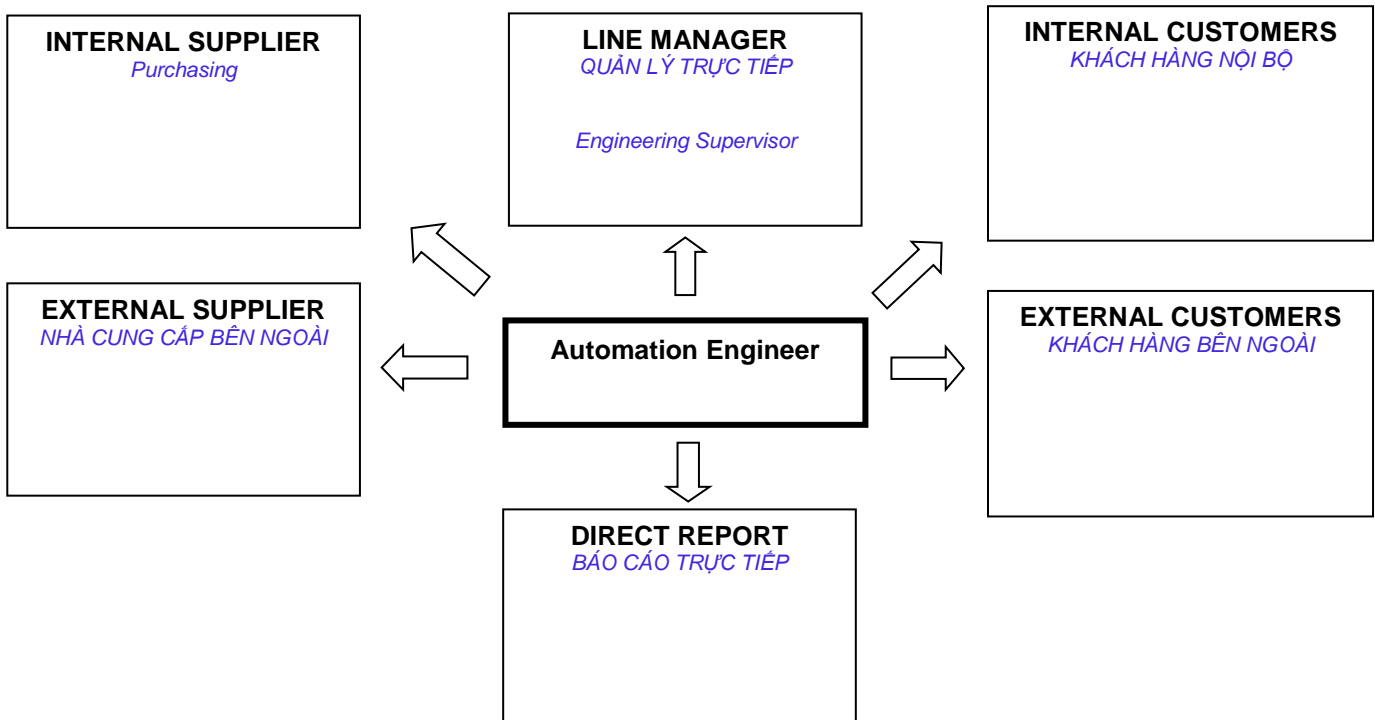 INTERNAL SUPPLIER
Purchasing
LINE MANAGER
QUẢN LÝ TRỰC TIẾP
Engineering Supervisor
INTERNAL CUSTOMERS
KHÁCH HÀNG NỘI BỘ
EXTERNAL SUPPLIER
NHÀ CUNG CẤP BÊN NGOÀI
Automation Engineer
EXTERNAL CUSTOMERS
KHÁCH HÀNG BÊN NGOÀI
DIRECT REPORT
BÁO CÁO TRỰC TIẾP